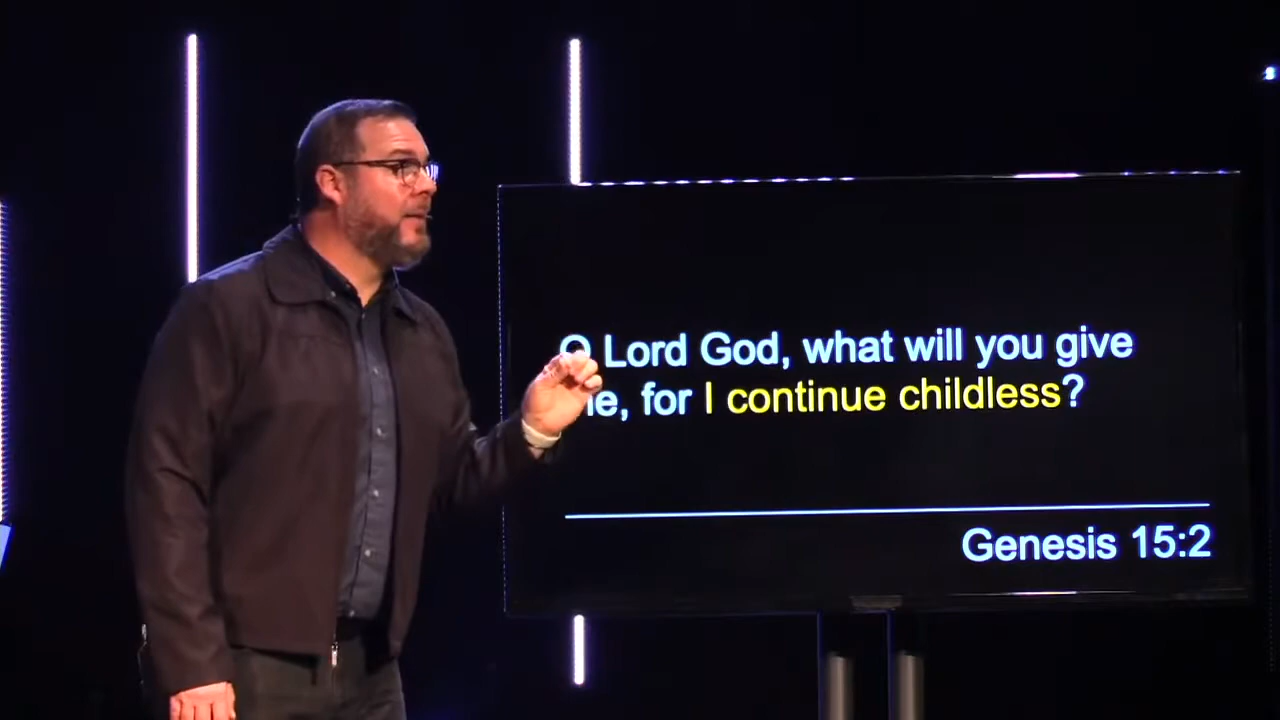 O Lord God, what will you give
for I continue childless?
Genesis 15:2